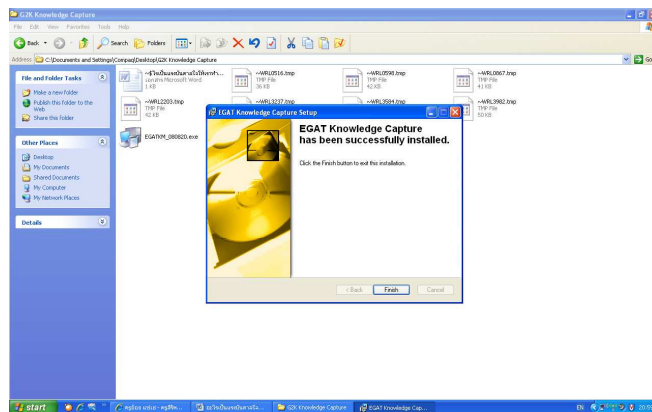 G2K Knowledge Capture
File Edit View Favorites Tools Help
Back Search Folders
Address C:\Documents and Settings\Compaq\Desktop\G2K Knowledge Capture Go
File and Folder Tasks
Make a new folder
Publish this folder to the
Web
Share this folder
Other Places
Desktop
My Documents
Shared Documents
My Computer
My Network Places
Details
Microsoft Word
1 KB
~WRL0516.tmp
TMP File
36 KB
~WRL0598.tmp
TMP File
42 KB
~WRL0867.tmp
TMP File
41 KB
~WRL2203.tmp
TMP File
42 KB
~WRL3237.tmp
~WRL3594.tmp
~WRL3982.tmp
TMP File
50 KB
EGATKM_080820.exe
EGAT Knowledge Capture Setup
EGAT Knowledge Capture
has been successfully installed.
Click the Finish button to exit this installation.
< Back Finish Cancel
start
G2K Knowledge Capture
EGAT Knowledge Cap...
EN